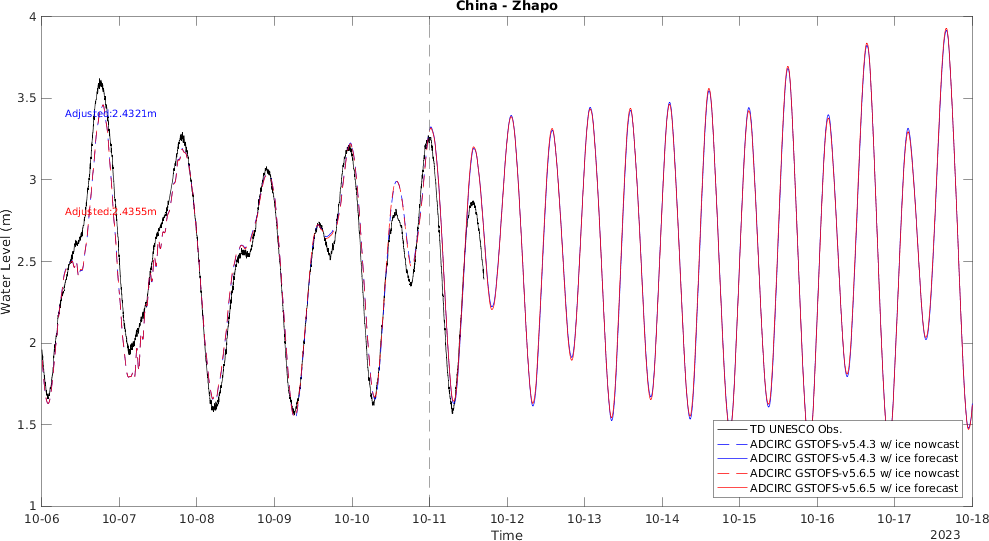 China - Zhapo
4
3.5
3
2.5
2
1.5
1
Water Level (m)
Adjusted:2.4321m
Adjusted:2.4355m
TD UNESCO Obs.
ADCIRC GSTOFS-v5.4.3 w/ ice nowcast
ADCIRC GSTOFS-v5.4.3 w/ ice forecast
ADCIRC GSTOFS-v5.6.5 w/ ice nowcast
ADCIRC GSTOFS-v5.6.5 w/ ice forecast
10-06 10-07 10-08 10-09 10-10 10-11 10-12 10-13 10-14 10-15 10-16 10-17 10-18
Time
2023